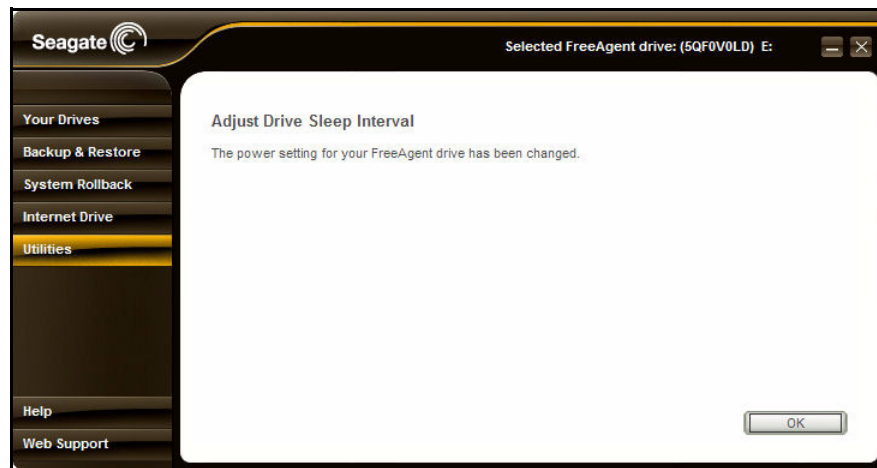 Seagate
Selected FreeAgent drive: (5QF0V0LD) E:
Your Drives
Backup & Restore
System Rollback
Internet Drive
Utilities
Help
Web Support
Adjust Drive Sleep Interval
The power setting for your FreeAgent drive has been changed.
OK